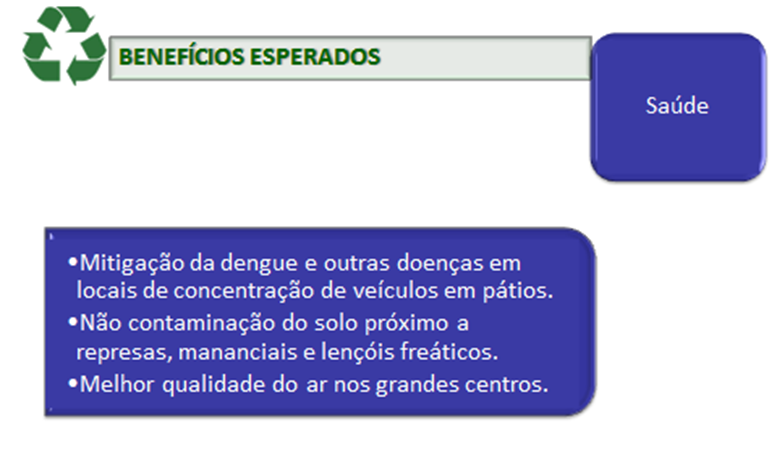 BENEFÍCIOS ESPERADOS
Saúde
•Mitigação da dengue e outras doenças em
locais de concentração de veículos em pátios.
•Não contaminação do solo próximo a
represas, mananciais e lençóis freáticos.
•Melhor qualidade do ar nos grandes centros.